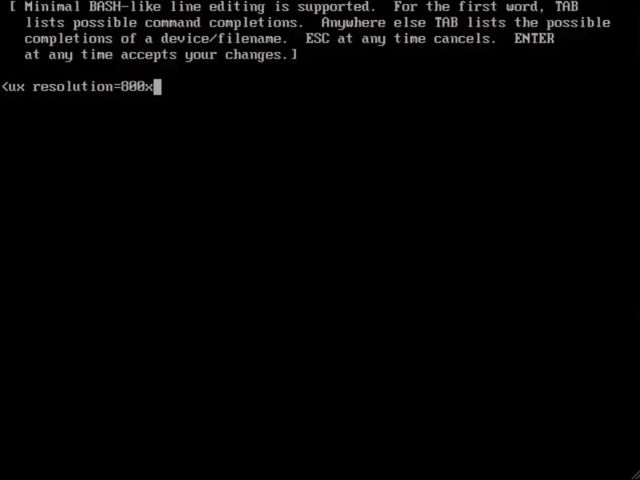 [ Minimal BASH-like line editing is supported.  For the first word, TAB
lists possible command completions.  Anywhere else TAB lists the possible
completions of a device/filename.  ESC at any time cancels.  ENTER
at any time accepts your changes.]
<ux resolution=800x